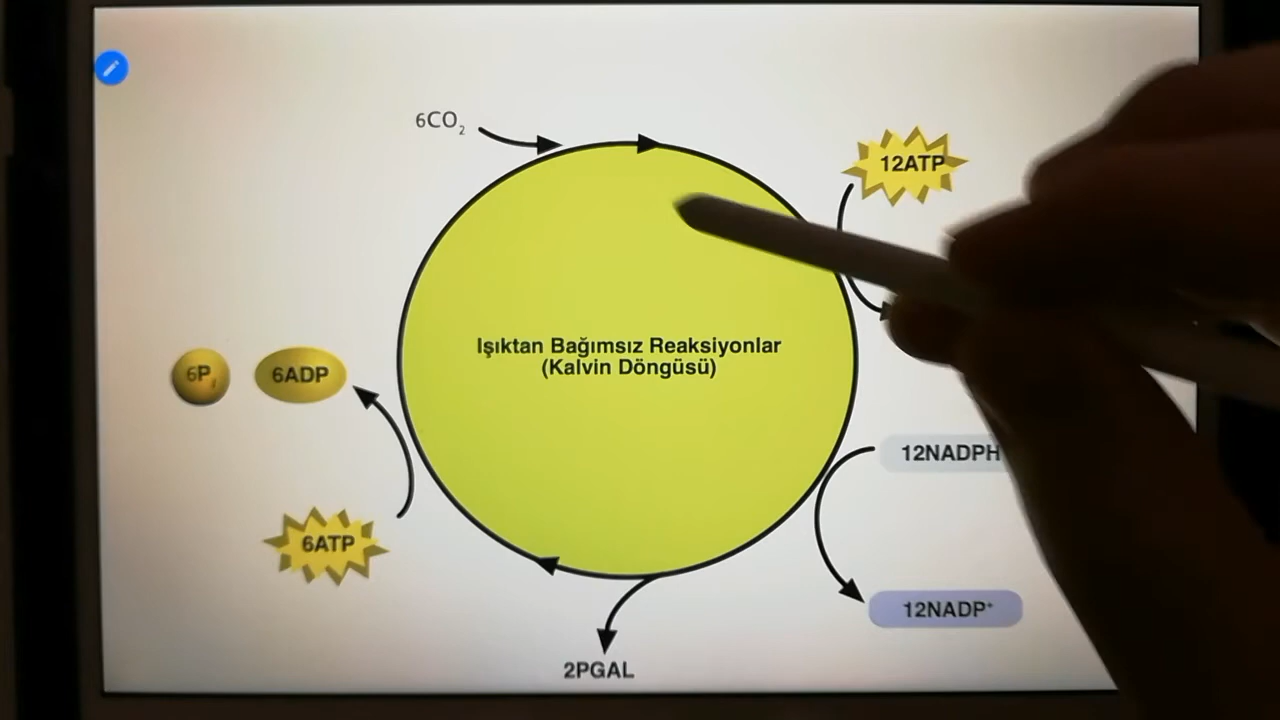 6CO₂
12ATP
Işıktan Bağımsız Reaksiyonlar
(Kalvin Döngüsü)
6Pᵢ
6ADP
12NADPH
6ATP
12NADP⁺
2PGAL